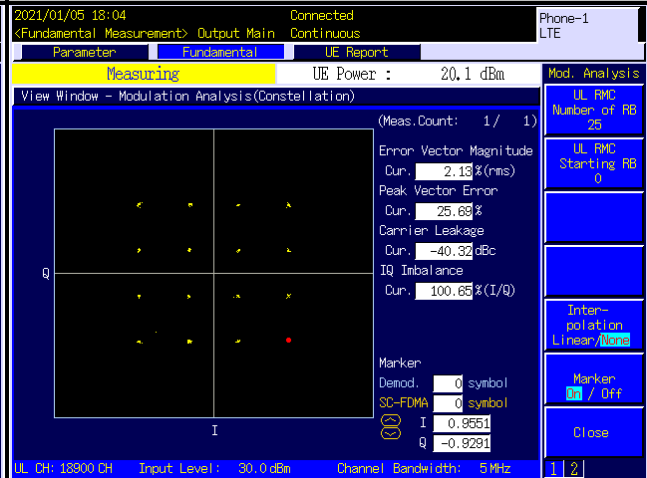 2021/01/05 18:04 Connected Phone-1
<Fundamental Measurement> Output Main Continuous LTE
Parameter Fundamental UE Report
Measuring UE Power : 20.1 dBm Mod. Analysis
View Window - Modulation Analysis(Constellation)
UL RMC
Number of RB
25
(Meas.Count: 1/ 1)
UL RMC
Starting RB
0
Error Vector Magnitude
Cur. 2.13 %(rms)
Peak Vector Error
Cur. 25.69 %
Carrier Leakage
Cur. -40.32 dBc
IQ Imbalance
Cur. 100.65 %(I/Q)
Q
I
Inter-
polation
Linear/None
Marker
Demod. 0 symbol
SC-FDMA 0 symbol
I 0.9551
Q -0.9291
Marker
On / Off
Close
UL CH: 18900 CH Input Level: 30.0 dBm Channel Bandwidth: 5 MHz 1 2